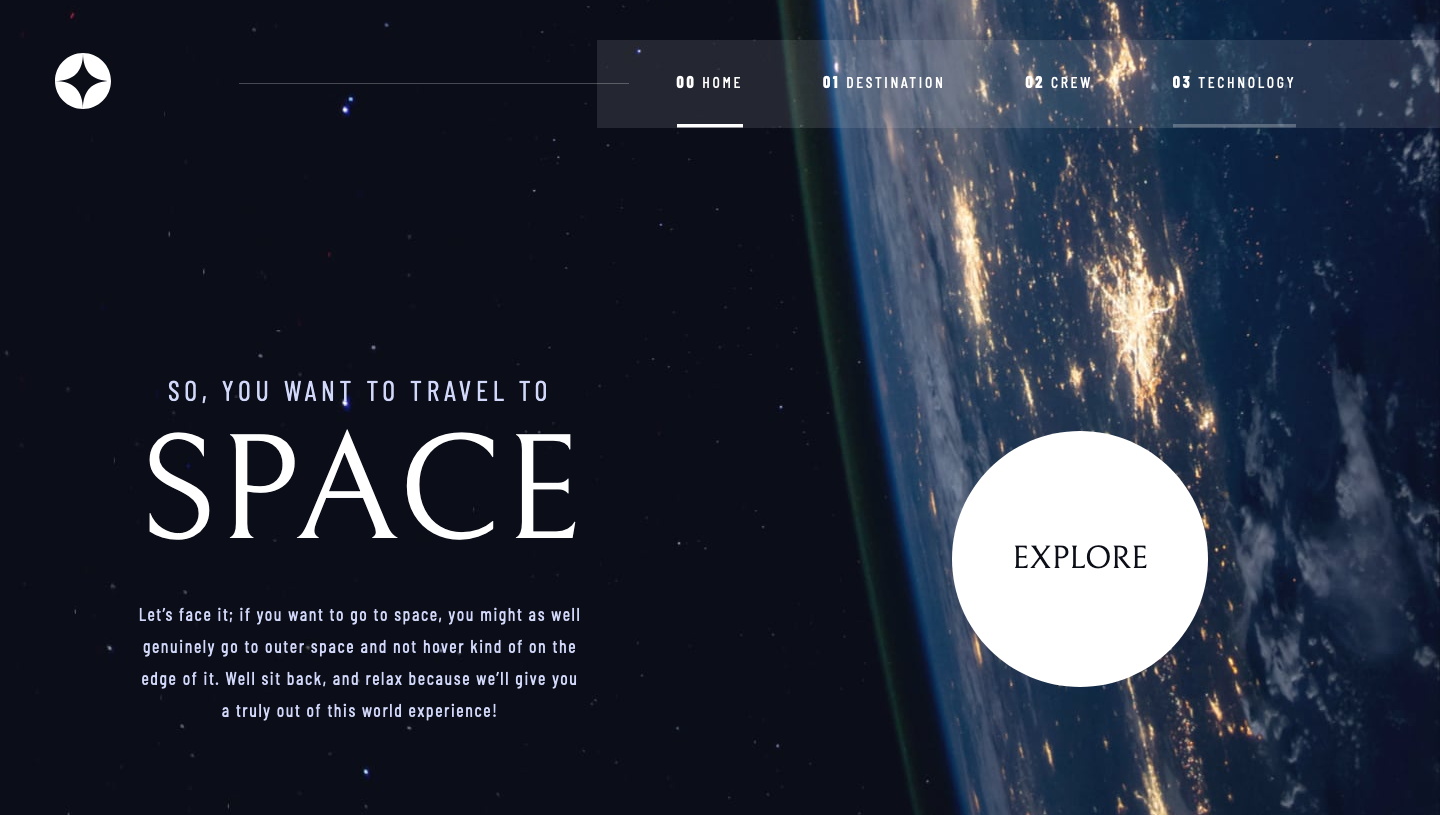 00 HOME 01 DESTINATION 02 CREW 03 TECHNOLOGY
SO, YOU WANT TO TRAVEL TO
SPACE
EXPLORE
Let’s face it; if you want to go to space, you might as well
genuinely go to outer space and not hover kind of on the
edge of it. Well sit back, and relax because we’ll give you
a truly out of this world experience!